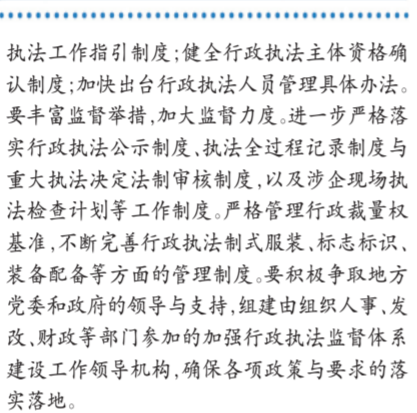 执法工作指引制度;健全行政执法主体资格确
认制度;加快出台行政执法人员管理具体办法。
要丰富监督举措,加大监督力度。进一步严格落
实行政执法公示制度、执法全过程记录制度与
重大执法决定法制审核制度,以及涉企现场执
法检查计划等工作制度。严格管理行政裁量权
基准,不断完善行政执法制式服装、标志标识、
装备配备等方面的管理制度。要积极争取地方
党委和政府的领导与支持,组建由组织人事、发
改、财政等部门参加的加强行政执法监督体系
建设工作领导机构,确保各项政策与要求的落
实落地。